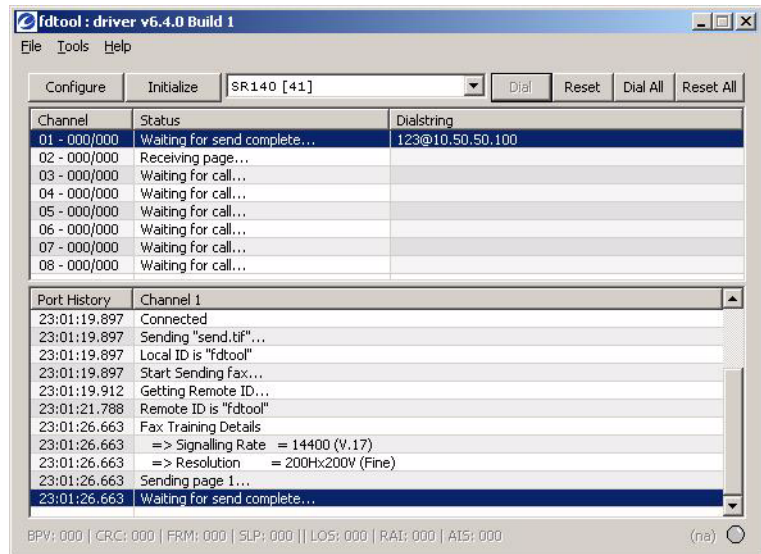 fdtool : driver v6.4.0 Build 1
File Tools Help
Configure Initialize SR140 [41] Dial Reset Dial All Reset All
Channel Status Dialstring
01 - 000/000 Waiting for send complete... 123@10.50.50.100
02 - 000/000 Receiving page...
03 - 000/000 Waiting for call...
04 - 000/000 Waiting for call...
05 - 000/000 Waiting for call...
06 - 000/000 Waiting for call...
07 - 000/000 Waiting for call...
08 - 000/000 Waiting for call...
Port History Channel 1
23:01:19.897 Connected
23:01:19.897 Sending "send.tif"...
23:01:19.897 Local ID is "fdtool"
23:01:19.897 Start Sending fax...
23:01:19.912 Getting Remote ID...
23:01:21.788 Remote ID is "fdtool"
23:01:26.663 Fax Training Details
23:01:26.663 => Signalling Rate = 14400 (V.17)
23:01:26.663 => Resolution = 200Hx200V (Fine)
23:01:26.663 Sending page 1...
23:01:26.663 Waiting for send complete...
BPV: 000 | CRC: 000 | FRM: 000 | SLP: 000 || LOS: 000 | RAI: 000 | AIS: 000 (na)